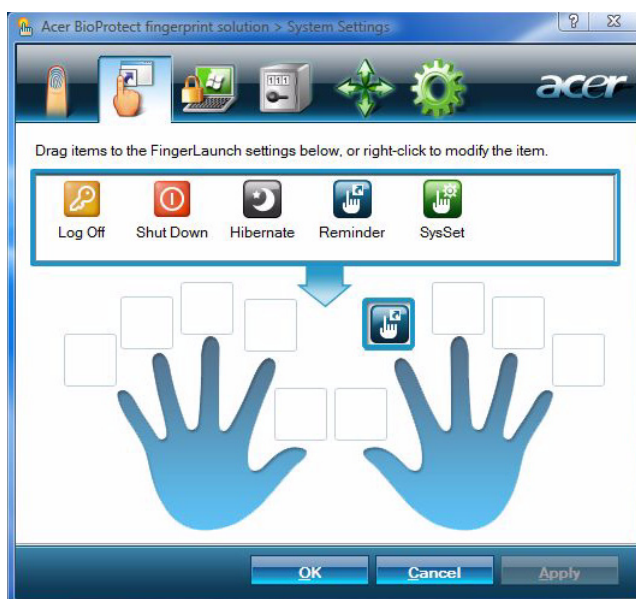 Acer BioProtect fingerprint solution > System Settings
acer
Drag items to the FingerLaunch settings below, or right-click to modify the item.
Log Off Shut Down Hibernate Reminder SysSet
OK Cancel Apply